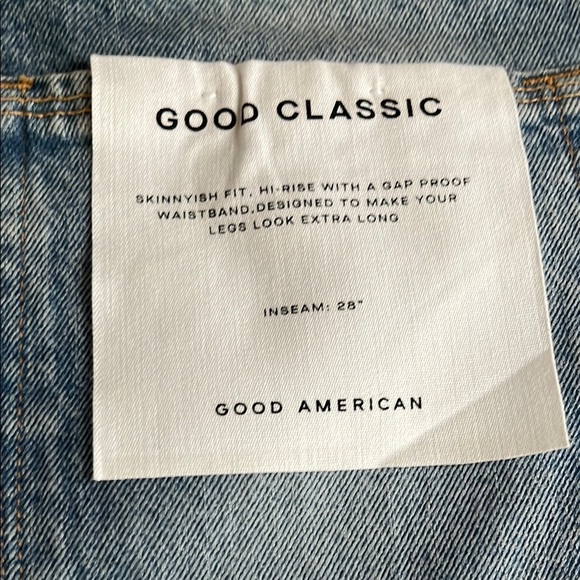 GOOD CLASSIC
SKINNYISH FIT, HI-RISE WITH A GAP PROOF
WAISTBAND,DESIGNED TO MAKE YOUR
LEGS LOOK EXTRA LONG
INSEAM: 28"
GOOD AMERICAN